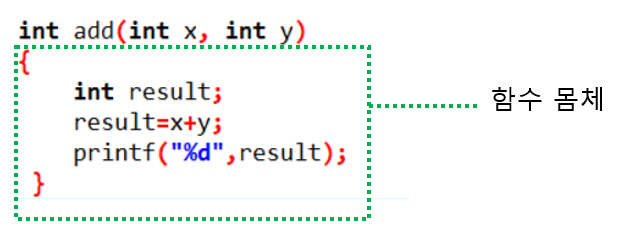 int add(int x, int y)
{
int result;
result=x+y;
printf("%d",result);
}
함수 몸체